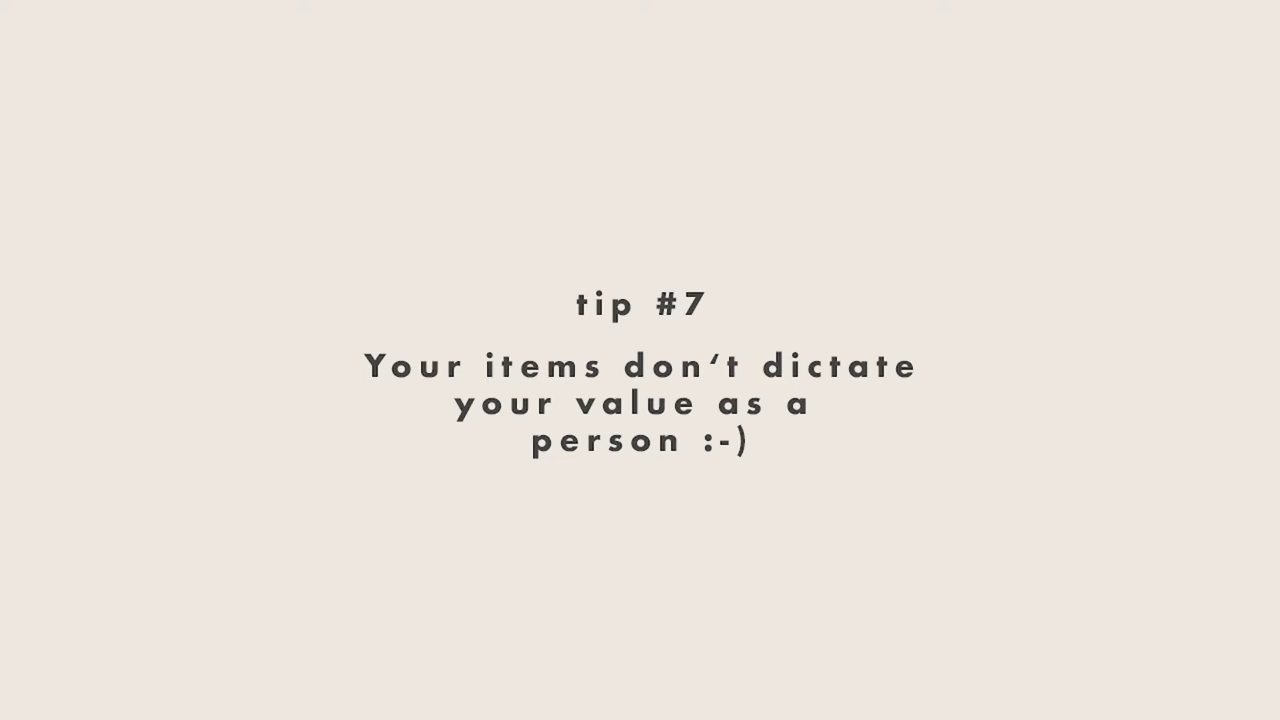 tip #7
Your items don‘t dictate
your value as a
person :-)